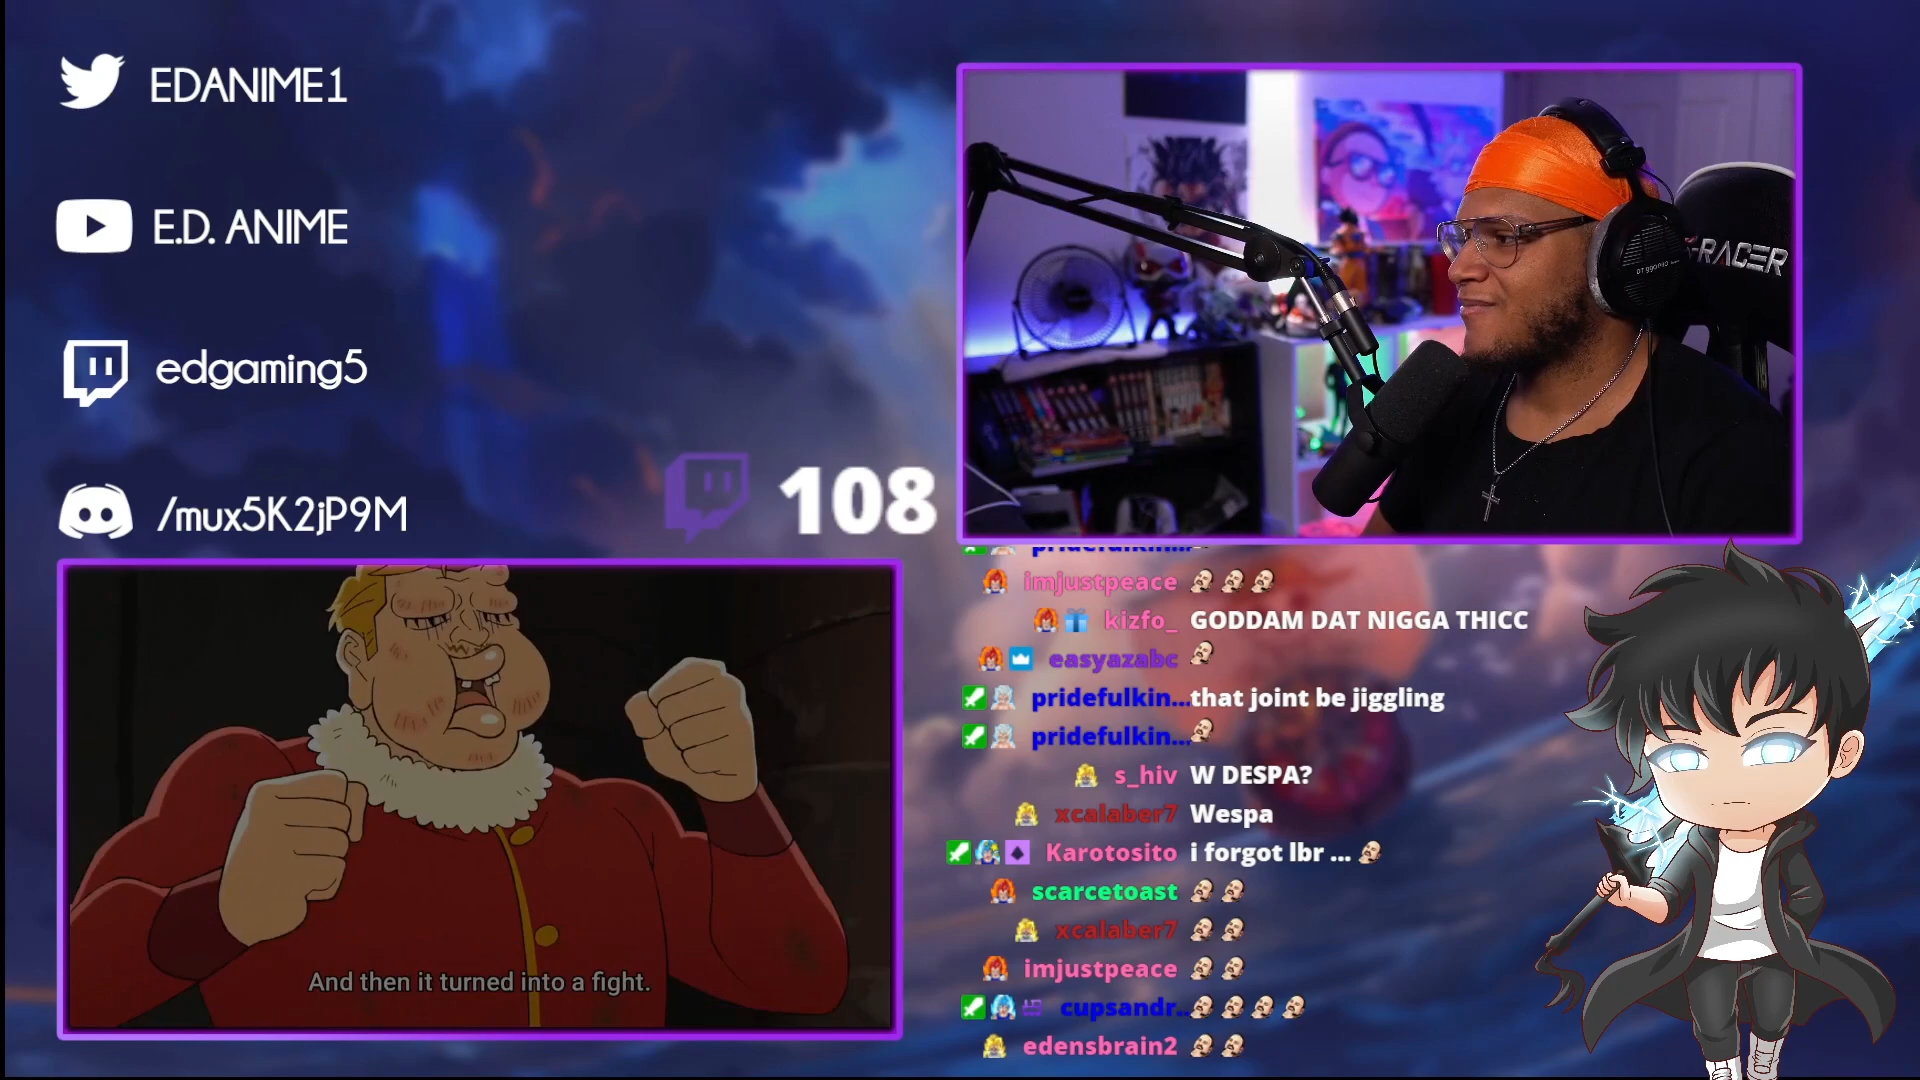 EDANIME1
E.D. ANIME
edgaming5
/mux5K2jP9M
108
-RACER
imjustpeace
kizfo_ GODDAM DAT NIGGA THICC
easyazabc
pridefulkin...that joint be jiggling
pridefulkin...
s_hiv W DESPA?
xcalaber7 Wespa
Karotosito i forgot lbr ...
scarcetoast
xcalaber7
imjustpeace
cupsandr...
edensbrain2
And then it turned into a fight.